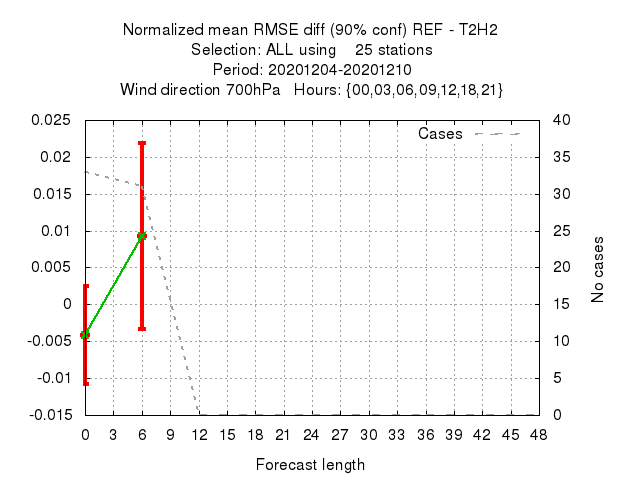 Normalized mean RMSE diff (90% conf) REF - T2H2
Selection: ALL using    25 stations
Period: 20201204-20201210
Wind direction 700hPa   Hours: {00,03,06,09,12,18,21}
Cases
0.025
0.02
0.015
0.01
0.005
0
-0.005
-0.01
-0.015
40
35
30
25
20
15
10
5
0
No cases
0 3 6 9 12 15 18 21 24 27 30 33 36 39 42 45 48
Forecast length